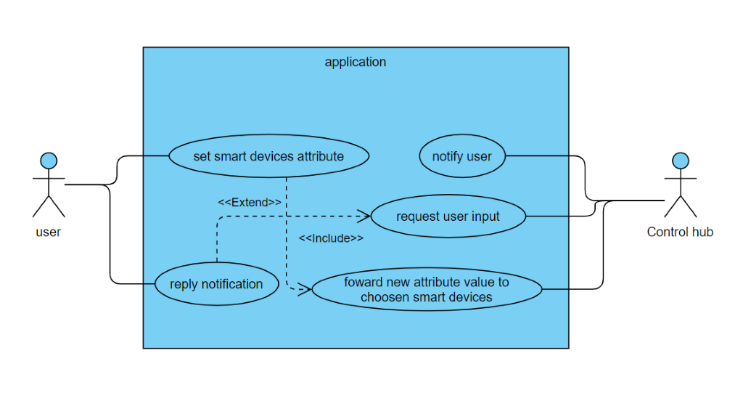 application
set smart devices attribute
notify user
<<Extend>>
request user input
user
Control hub
<<Include>>
reply notification
foward new attribute value to
choosen smart devices